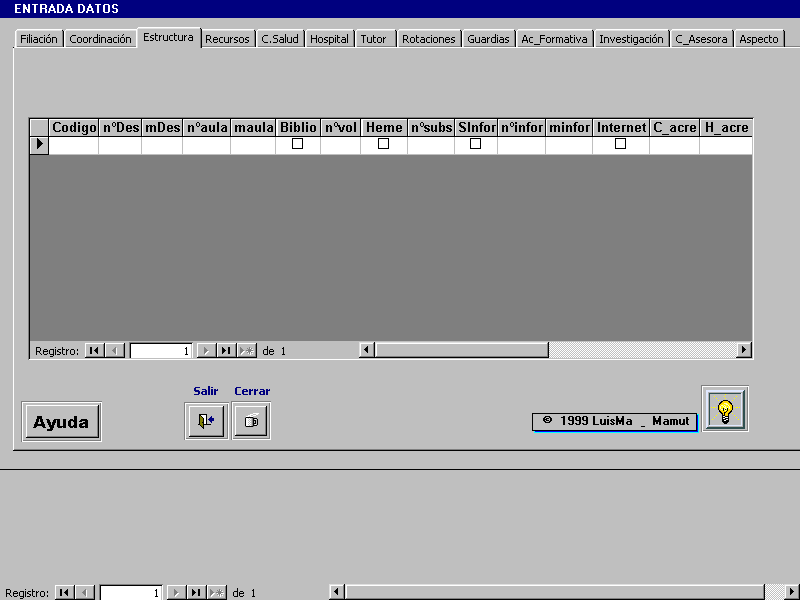 ENTRADA DATOS
Filiación Coordinación Estructura Recursos C.Salud Hospital Tutor Rotaciones Guardias Ac_Formativa Investigación C_Asesora Aspecto
Codigo nºDes mDes nºaula maula Biblio nºvol Heme nºsubs SInfor nºinfor minfor Internet C_acre H_acre
Registro: 1 de 1
Salir Cerrar
Ayuda
© 1999 LuisMa _ Mamut
Registro: 1 de 1